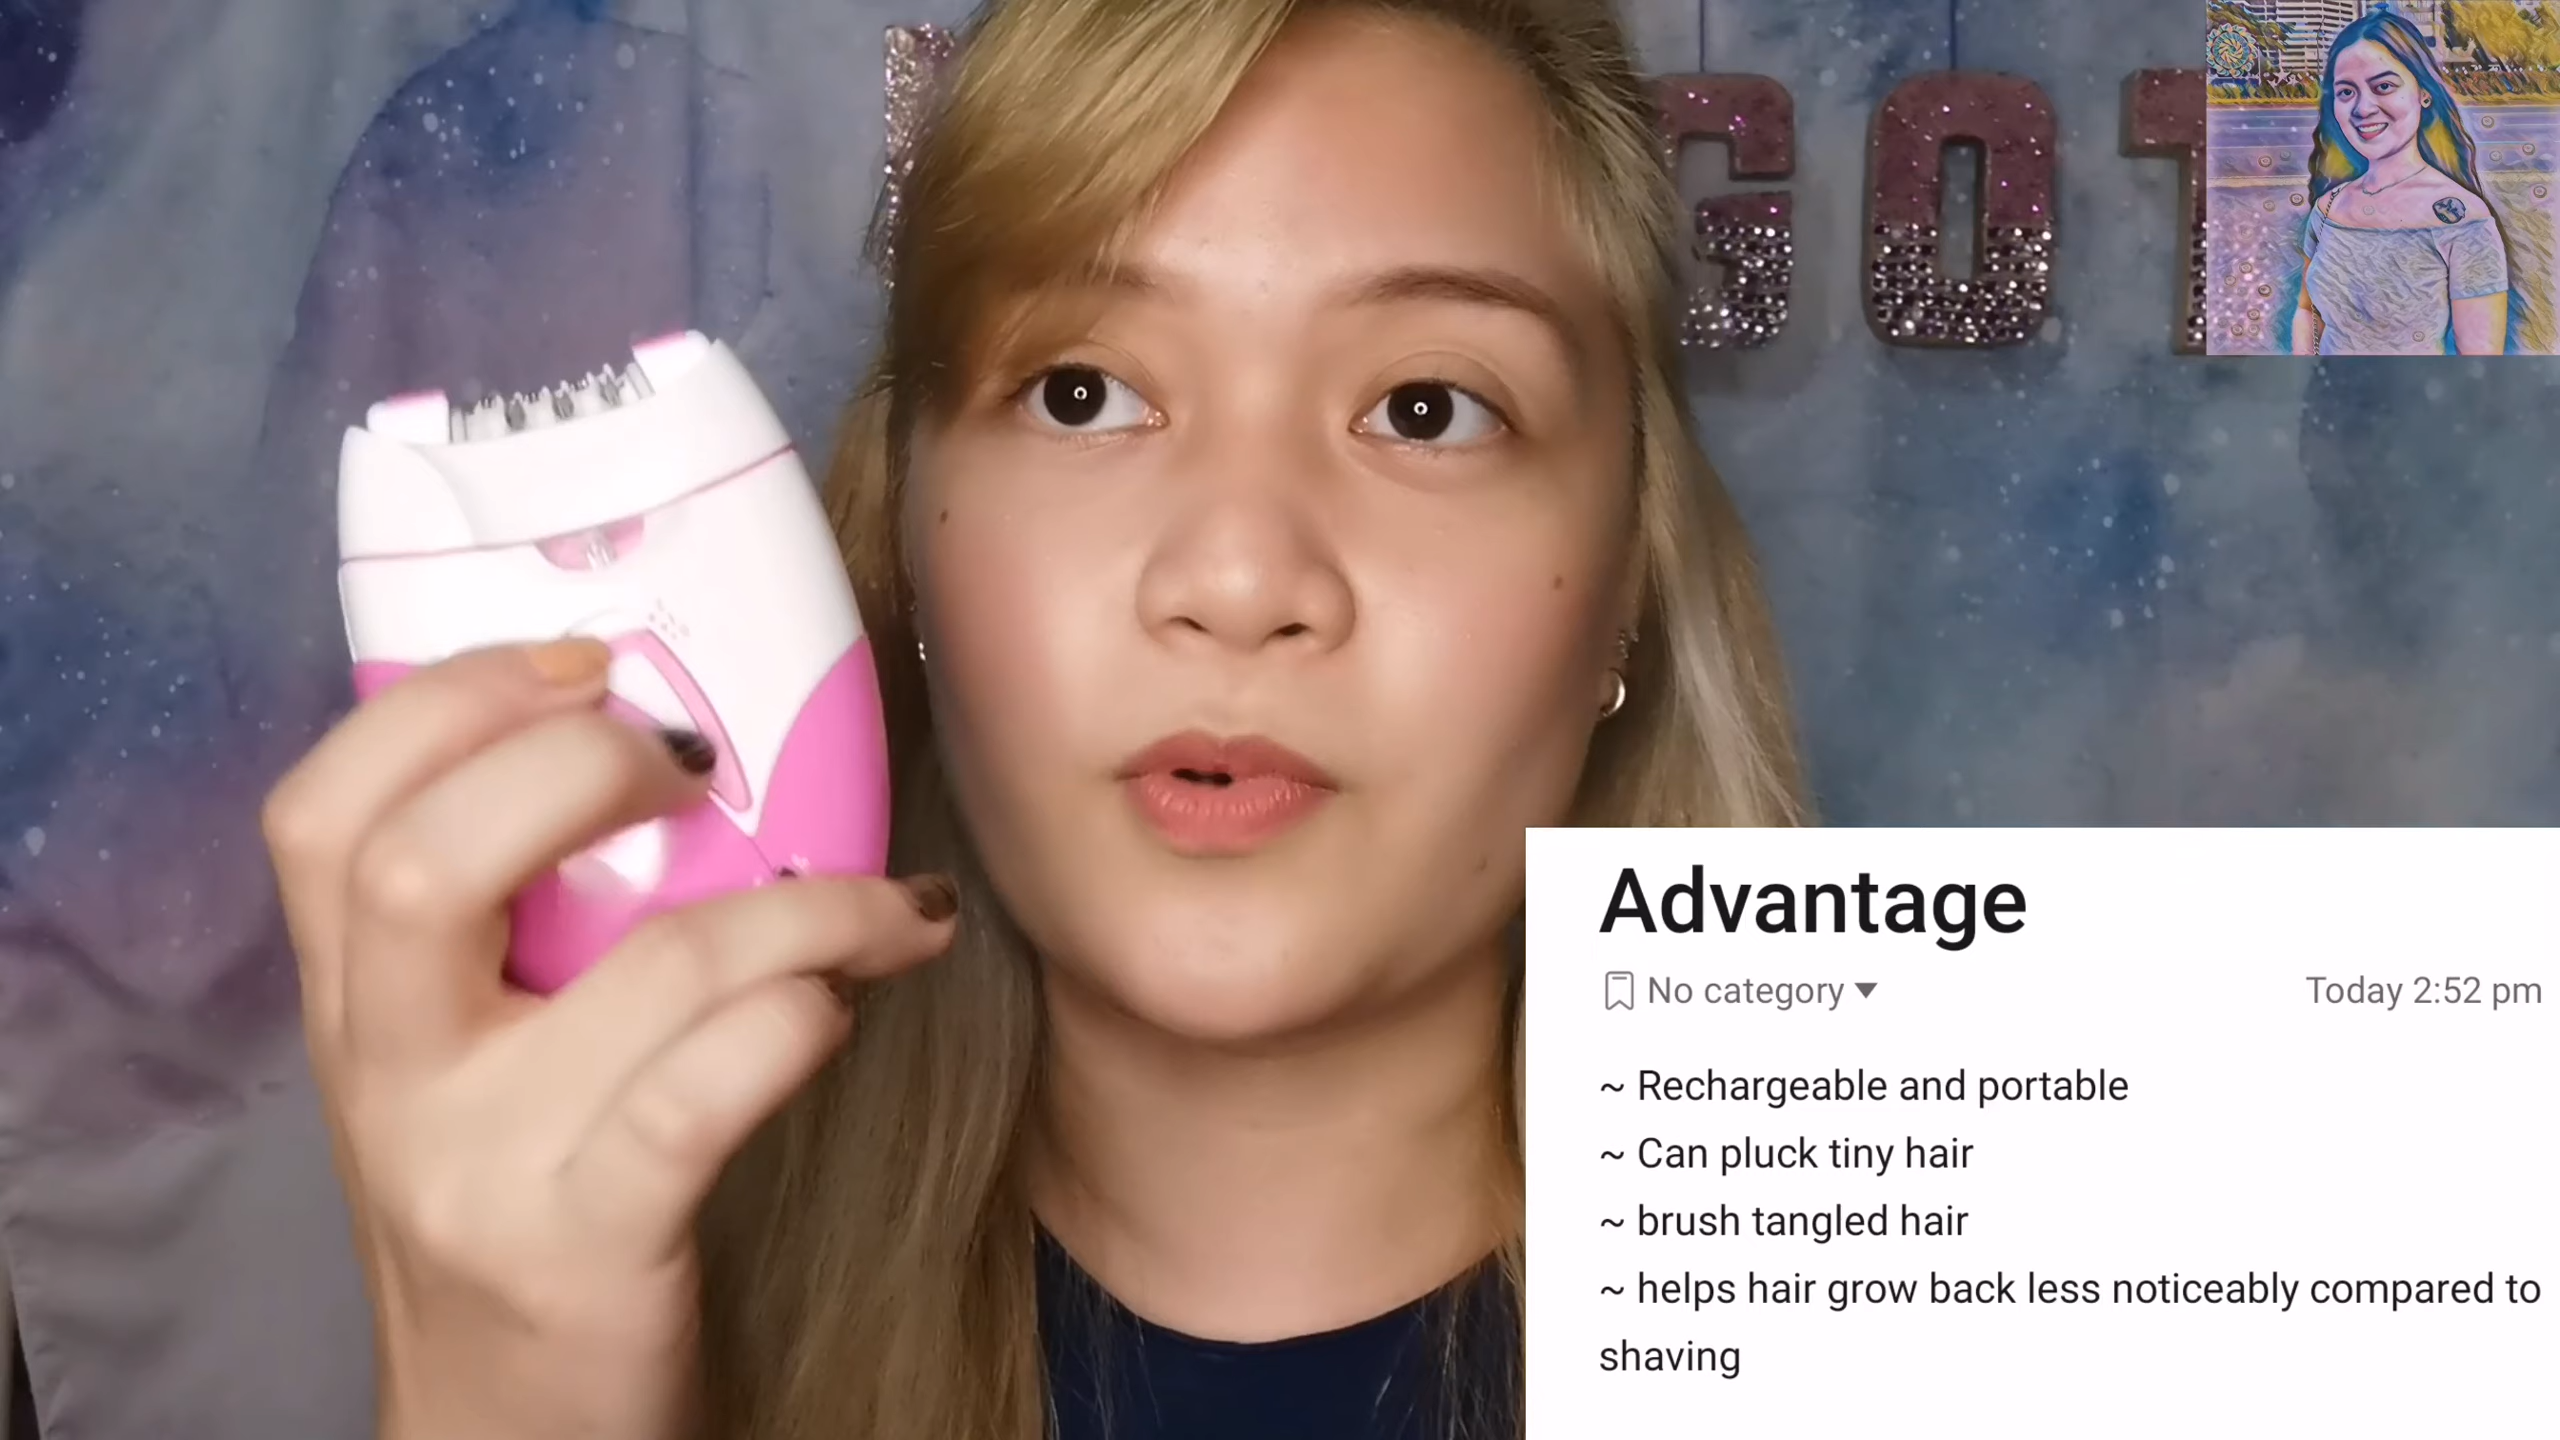 GOT
Advantage
No category
Today 2:52 pm
~ Rechargeable and portable
~ Can pluck tiny hair
~ brush tangled hair
~ helps hair grow back less noticeably compared to
shaving